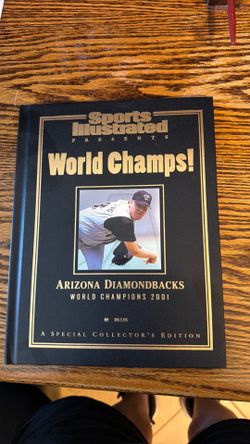 Sports
Illustrated
PRESENTS
World Champs!
ARIZONA DIAMONDBACKS
WORLD CHAMPIONS 2001
A SPECIAL COLLECTOR'S EDITION